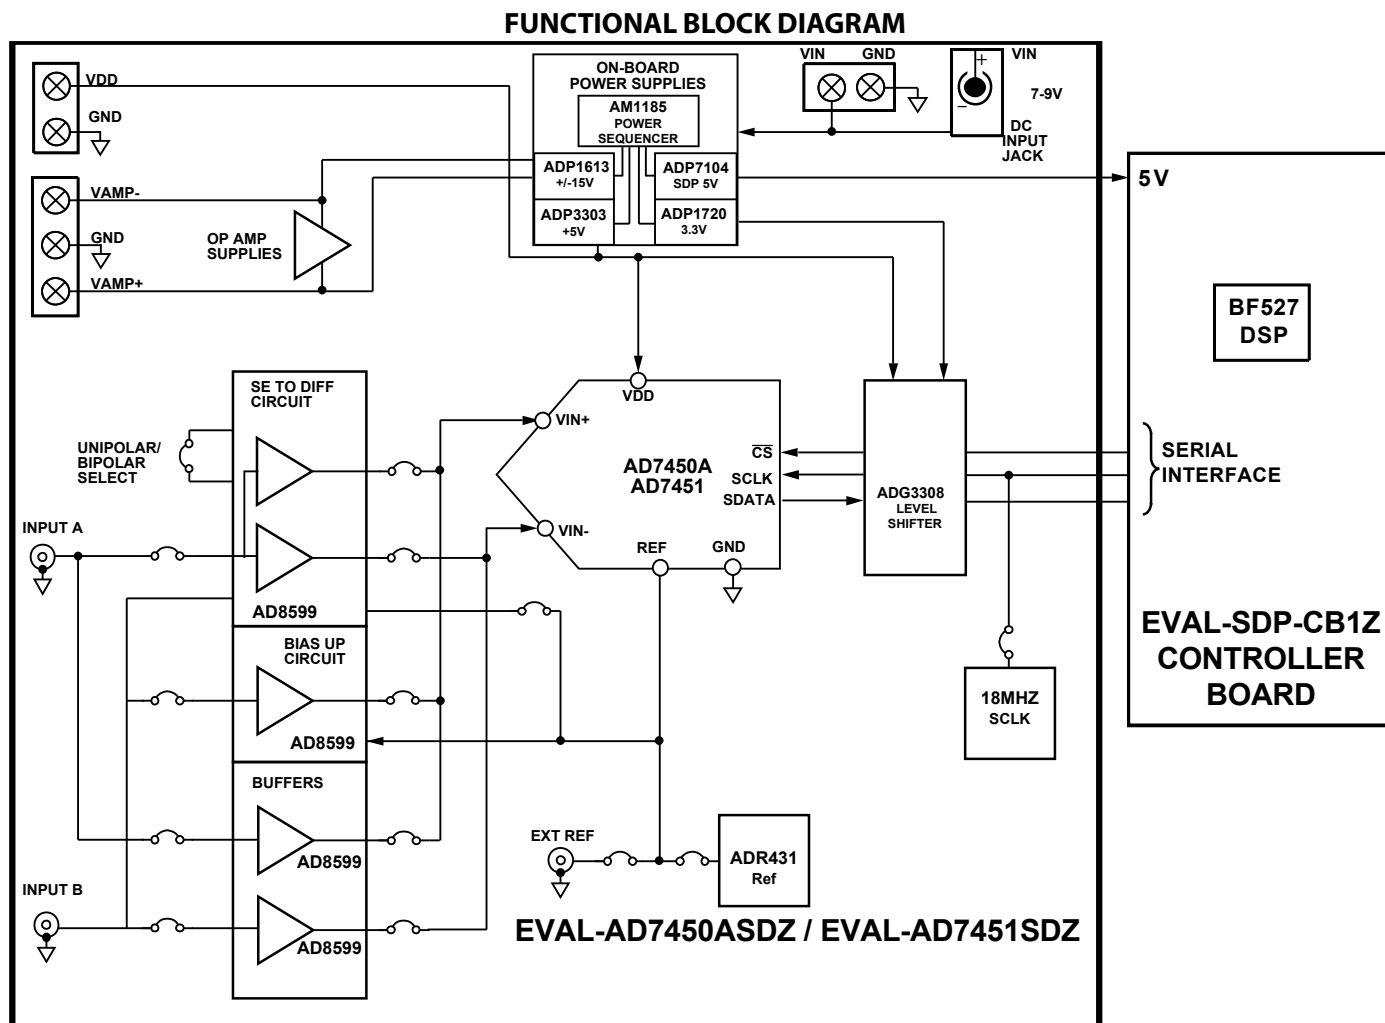 FUNCTIONAL BLOCK DIAGRAM
VDD
GND
VAMP-
GND
VAMP+
OP AMP
SUPPLIES
ON-BOARD
POWER SUPPLIES
AM1185
POWER
SEQUENCER
ADP1613
+/-15V
ADP7104
SDP 5V
ADP3303
+5V
ADP1720
3.3V
VIN
GND
+
–
VIN
7-9V
DC
INPUT
JACK
5V
BF527
DSP
SERIAL
INTERFACE
EVAL-SDP-CB1Z
CONTROLLER
BOARD
SE TO DIFF
CIRCUIT
UNIPOLAR/
BIPOLAR
SELECT
INPUT A
AD8599
BIAS UP
CIRCUIT
AD8599
BUFFERS
AD8599
INPUT B
AD8599
VIN+
VDD
AD7450A
AD7451
CS
SCLK
SDATA
VIN-
REF
GND
ADG3308
LEVEL
SHIFTER
18MHZ
SCLK
EXT REF
ADR431
Ref
EVAL-AD7450ASDZ / EVAL-AD7451SDZ